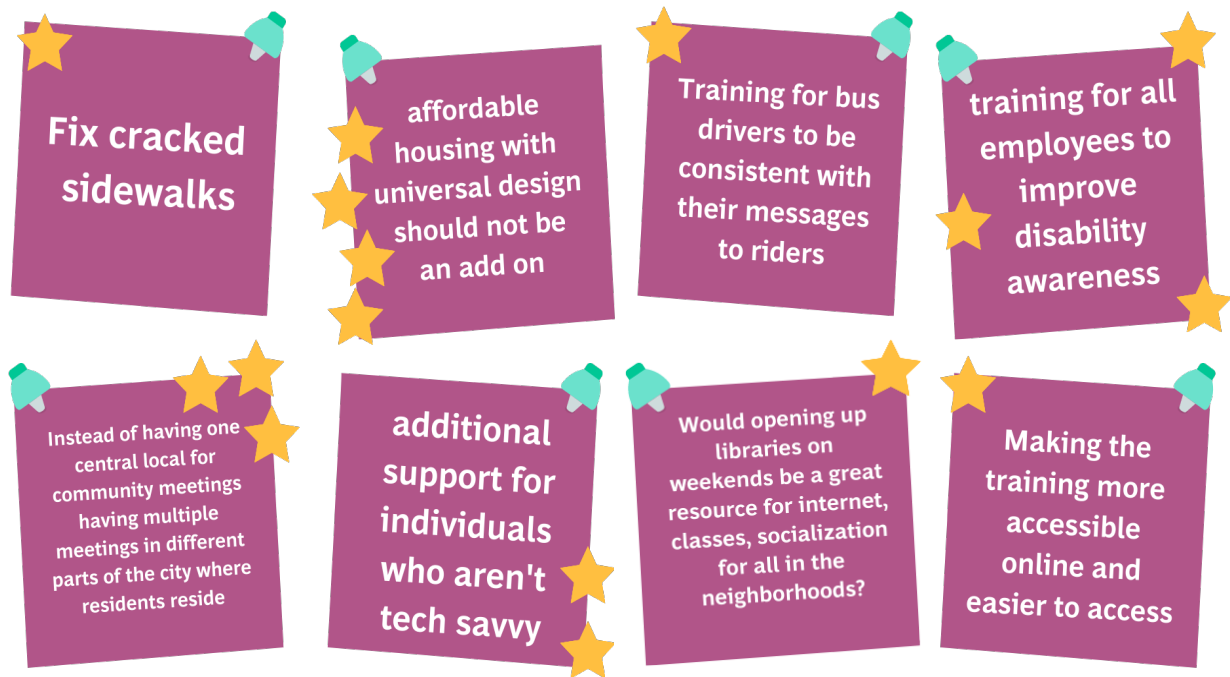 Fix cracked
sidewalks
affordable
housing with
universal design
should not be
an add on
Training for bus
drivers to be
consistent with
their messages
to riders
training for all
employees to
improve
disability
awareness
Instead of having one
central local for
community meetings
having multiple
meetings in different
parts of the city where
residents reside
additional
support for
individuals
who aren't
tech savvy
Would opening up
libraries on
weekends be a great
resource for internet,
classes, socialization
for all in the
neighborhoods?
Making the
training more
accessible
online and
easier to access